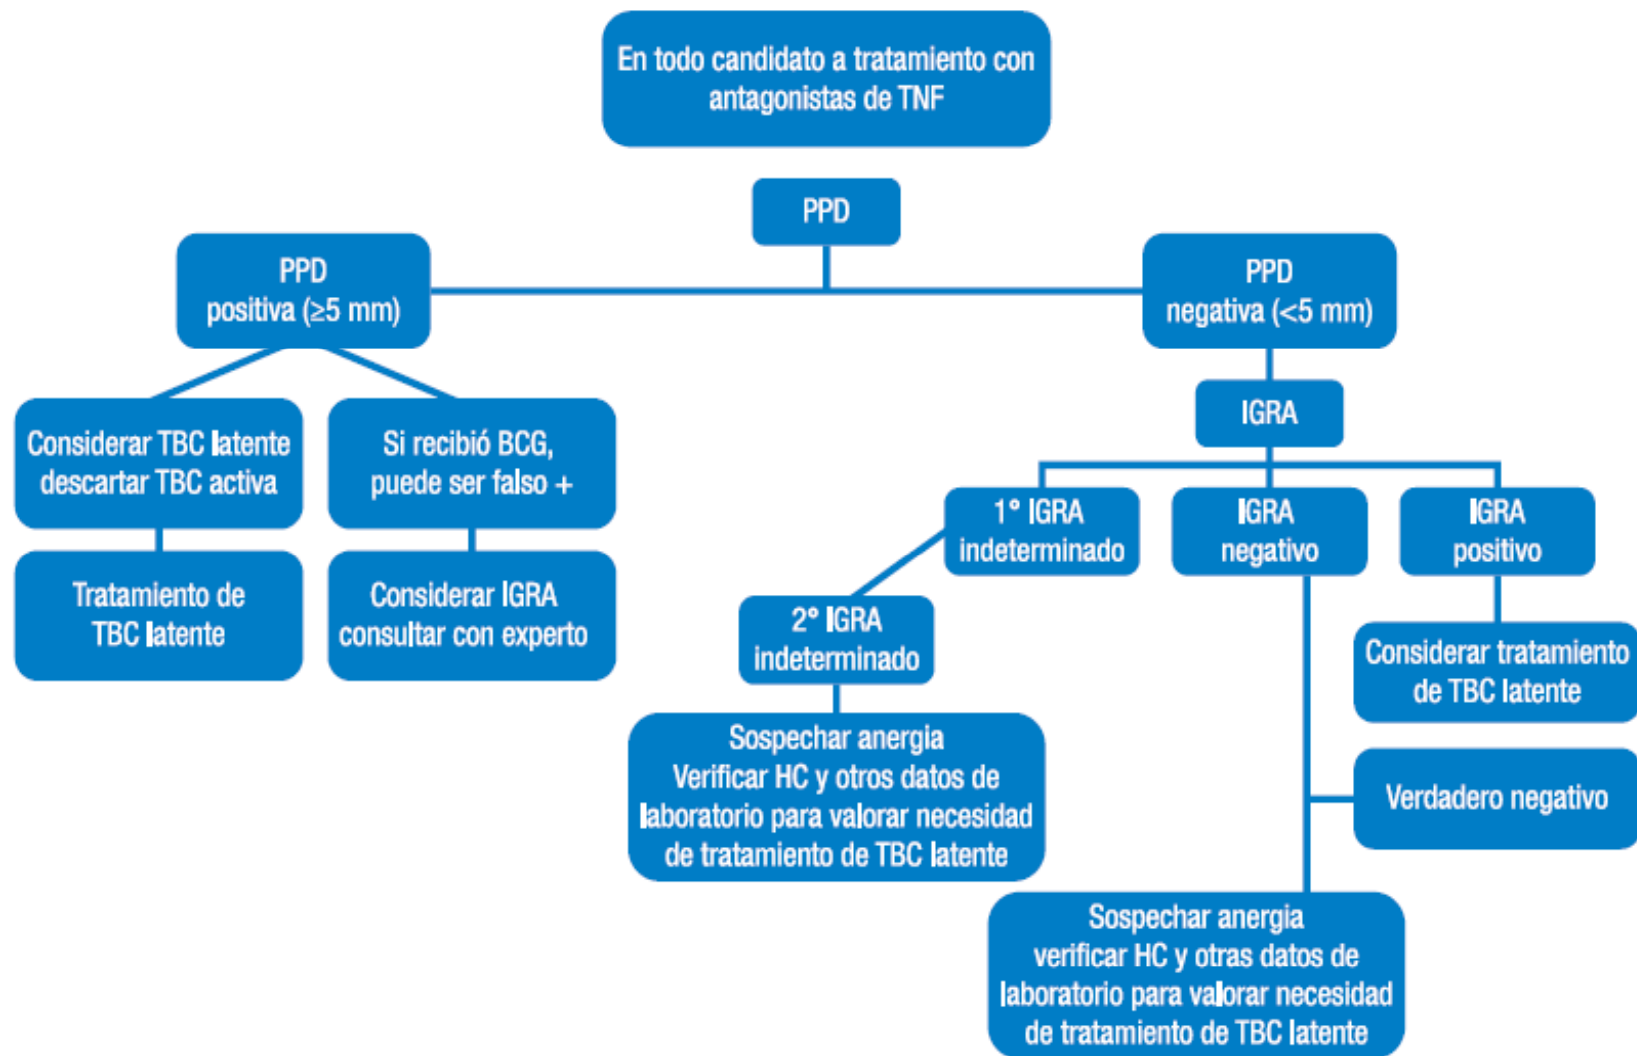 En todo candidato a tratamiento con
antagonistas de TNF
PPD
PPD
positiva (≥5 mm)
PPD
negativa (<5 mm)
Considerar TBC latente
descartar TBC activa
Si recibió BCG,
puede ser falso +
IGRA
Tratamiento de
TBC latente
Considerar IGRA
consultar con experto
1° IGRA
indeterminado
IGRA
negativo
IGRA
positivo
2° IGRA
indeterminado
Considerar tratamiento
de TBC latente
Sospechar anergia
Verificar HC y otros datos de
laboratorio para valorar necesidad
de tratamiento de TBC latente
Verdadero negativo
Sospechar anergia
verificar HC y otras datos de
laboratorio para valorar necesidad
de tratamiento de TBC latente